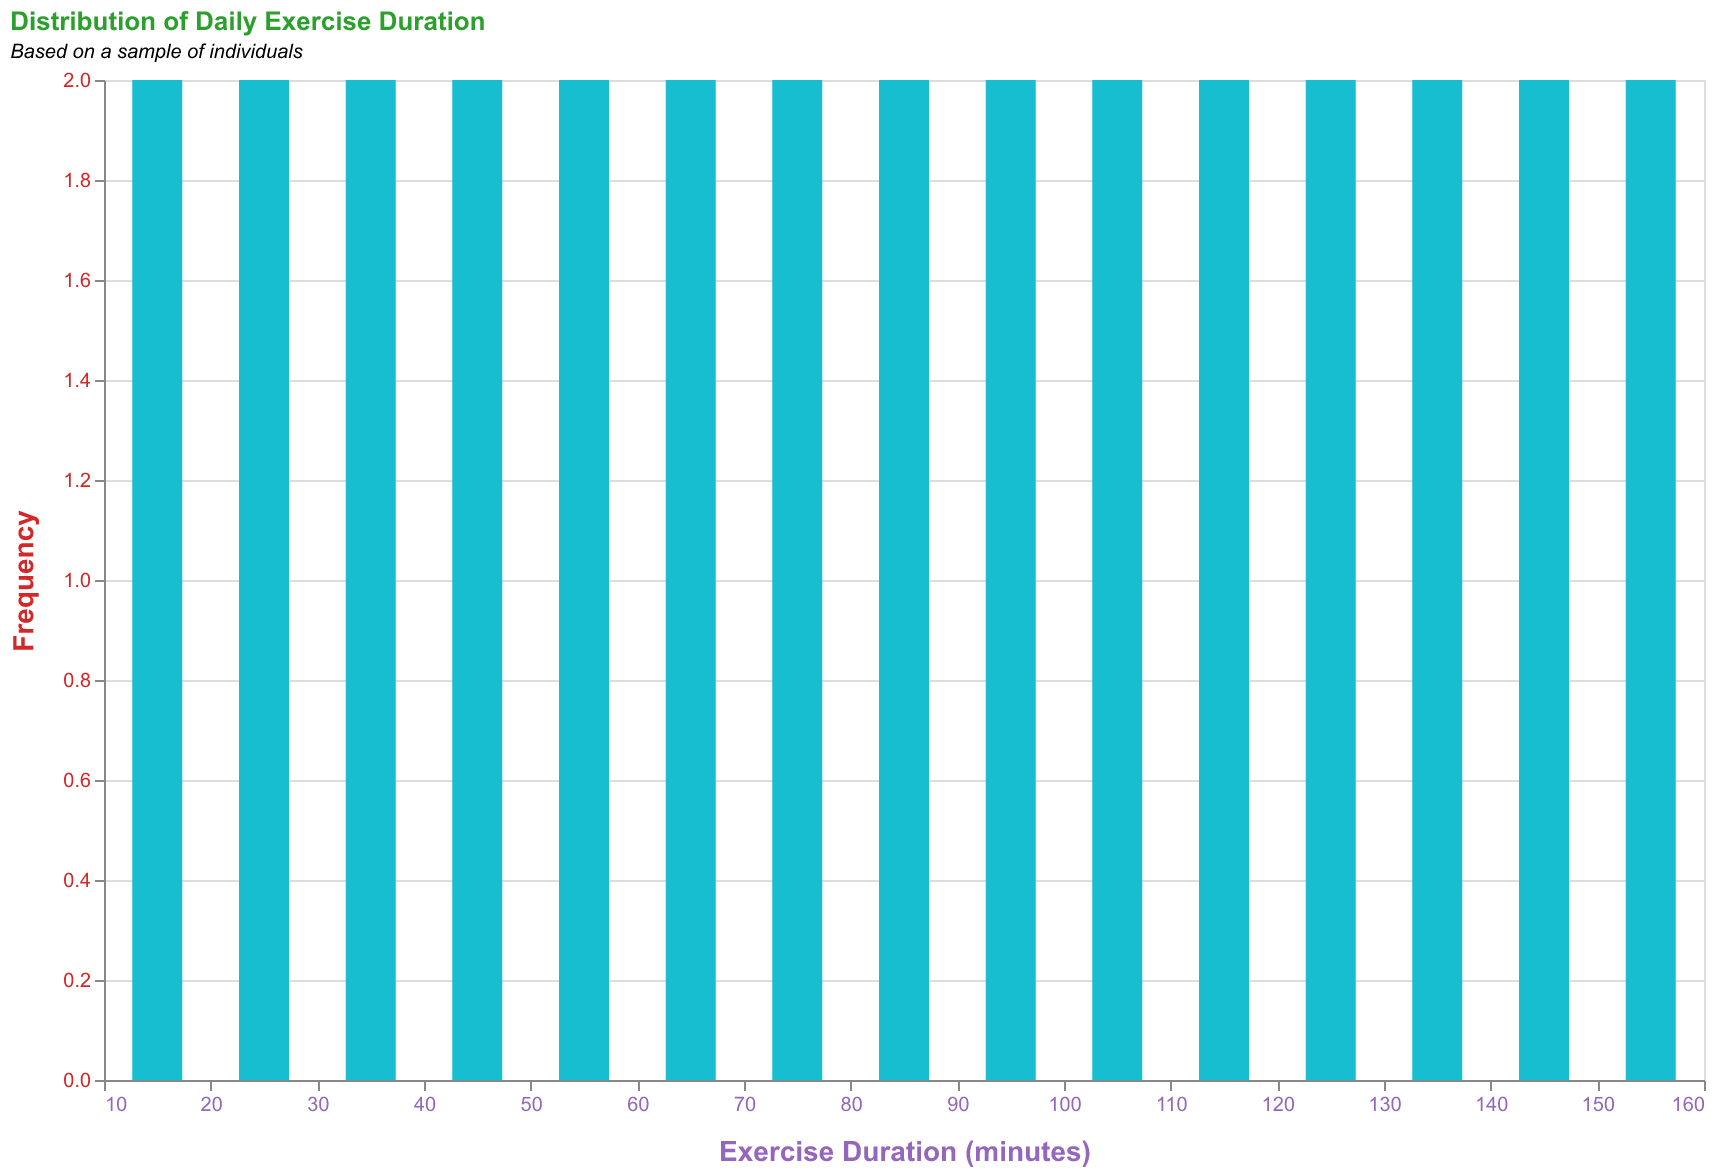 Distribution of Daily Exercise Duration
Based on a sample of individuals
2.0
1.8
1.6
1.4
1.2
1.0
0.8
0.6
0.4
0.2
0.0
Frequency
10 20 30 40 50 60 70 80 90 100 110 120 130 140 150 160
Exercise Duration (minutes)